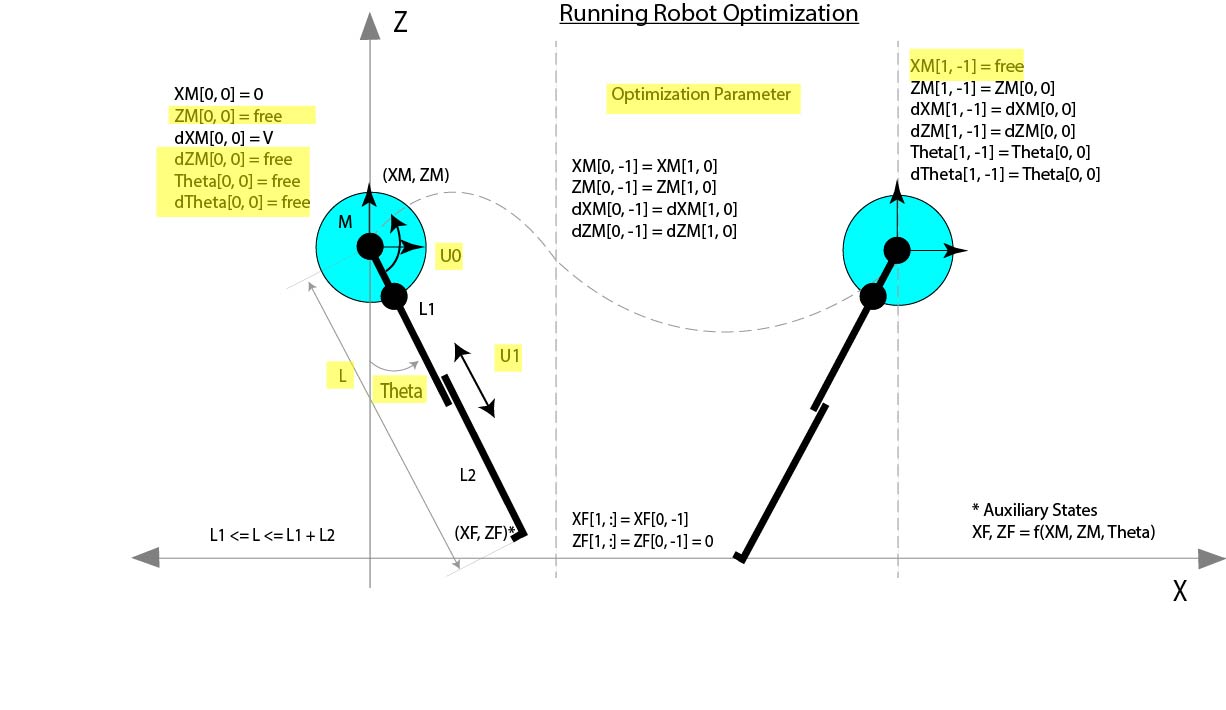 Running Robot Optimization
Z
XM[0, 0] = 0
ZM[0, 0] = free
dXM[0, 0] = V
dZM[0, 0] = free
Theta[0, 0] = free
dTheta[0, 0] = free
(XM, ZM)
M
U0
L1
U1
L
Theta
L2
(XF, ZF)*
L1 <= L <= L1 + L2
Optimization Parameter
XM[0, -1] = XM[1, 0]
ZM[0, -1] = ZM[1, 0]
dXM[0, -1] = dXM[1, 0]
dZM[0, -1] = dZM[1, 0]
XF[1, :] = XF[0, -1]
ZF[1, :] = ZF[0, -1] = 0
XM[1, -1] = free
ZM[1, -1] = ZM[0, 0]
dXM[1, -1] = dXM[0, 0]
dZM[1, -1] = dZM[0, 0]
Theta[1, -1] = Theta[0, 0]
dTheta[1, -1] = Theta[0, 0]
* Auxiliary States
XF, ZF = f(XM, ZM, Theta)
X